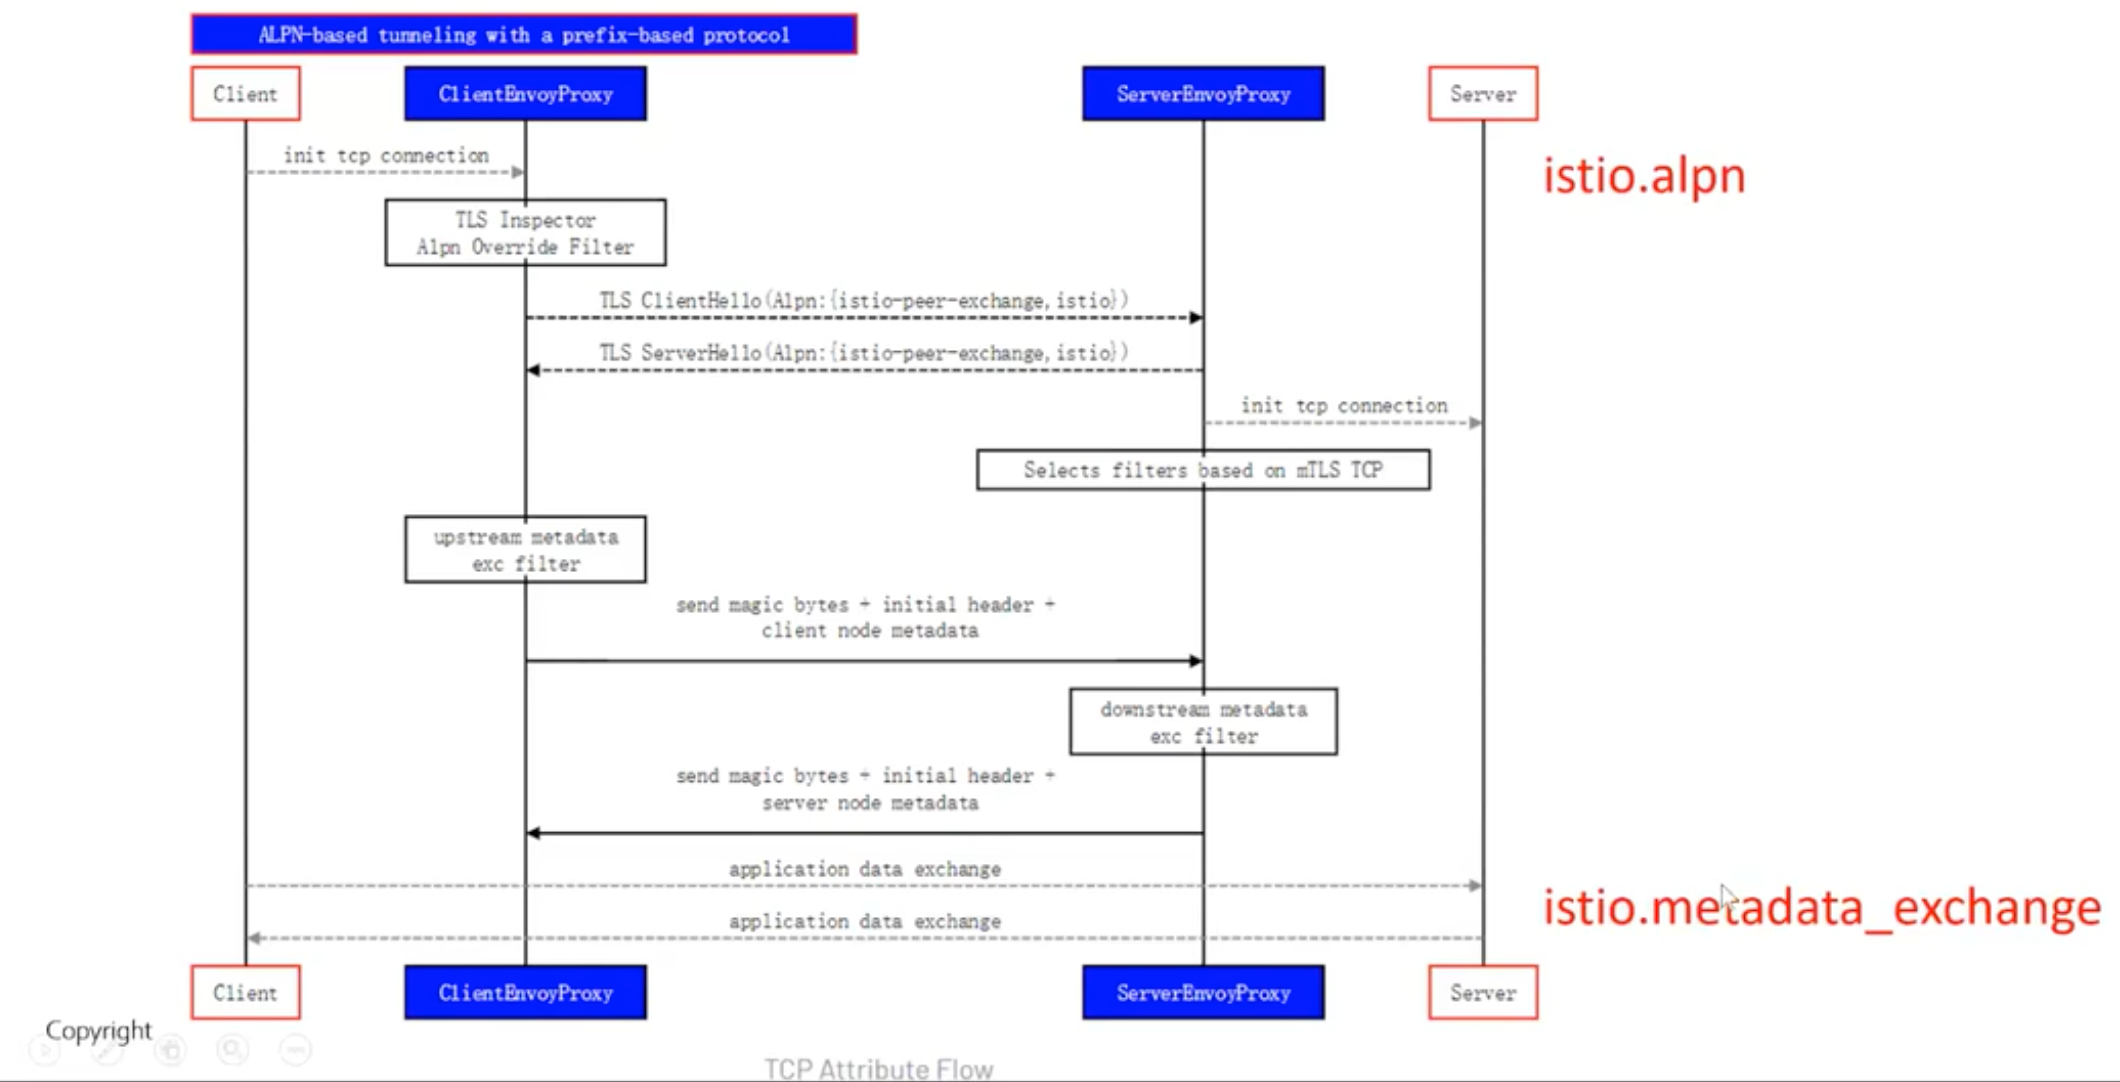 ALPN-based tunneling with a prefix-based protocol
Client
ClientEnvoyProxy
ServerEnvoyProxy
Server
init tcp connection
istio.alpn
TLS Inspector
Alpn Override Filter
TLS ClientHello(Alpn:{istio-peer-exchange,istio})
TLS ServerHello(Alpn:{istio-peer-exchange,istio})
init tcp connection
Selects filters based on mTLS TCP
upstream metadata
exc filter
send magic bytes + initial header +
client node metadata
downstream metadata
exc filter
send magic bytes + initial header +
server node metadata
application data exchange
istio.metadata_exchange
application data exchange
Client
ClientEnvoyProxy
ServerEnvoyProxy
Server
Copyright
TCP Attribute Flow